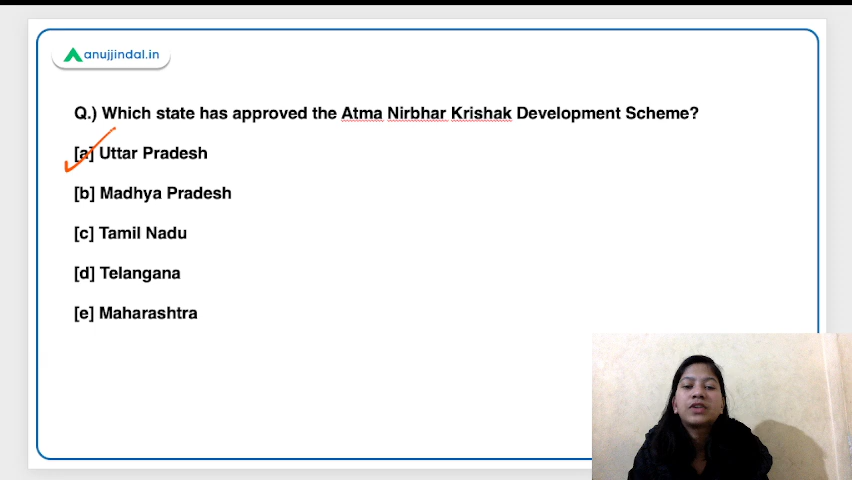 anujjindal.in
Q.) Which state has approved the Atma Nirbhar Krishak Development Scheme?
[a] Uttar Pradesh
[b] Madhya Pradesh
[c] Tamil Nadu
[d] Telangana
[e] Maharashtra